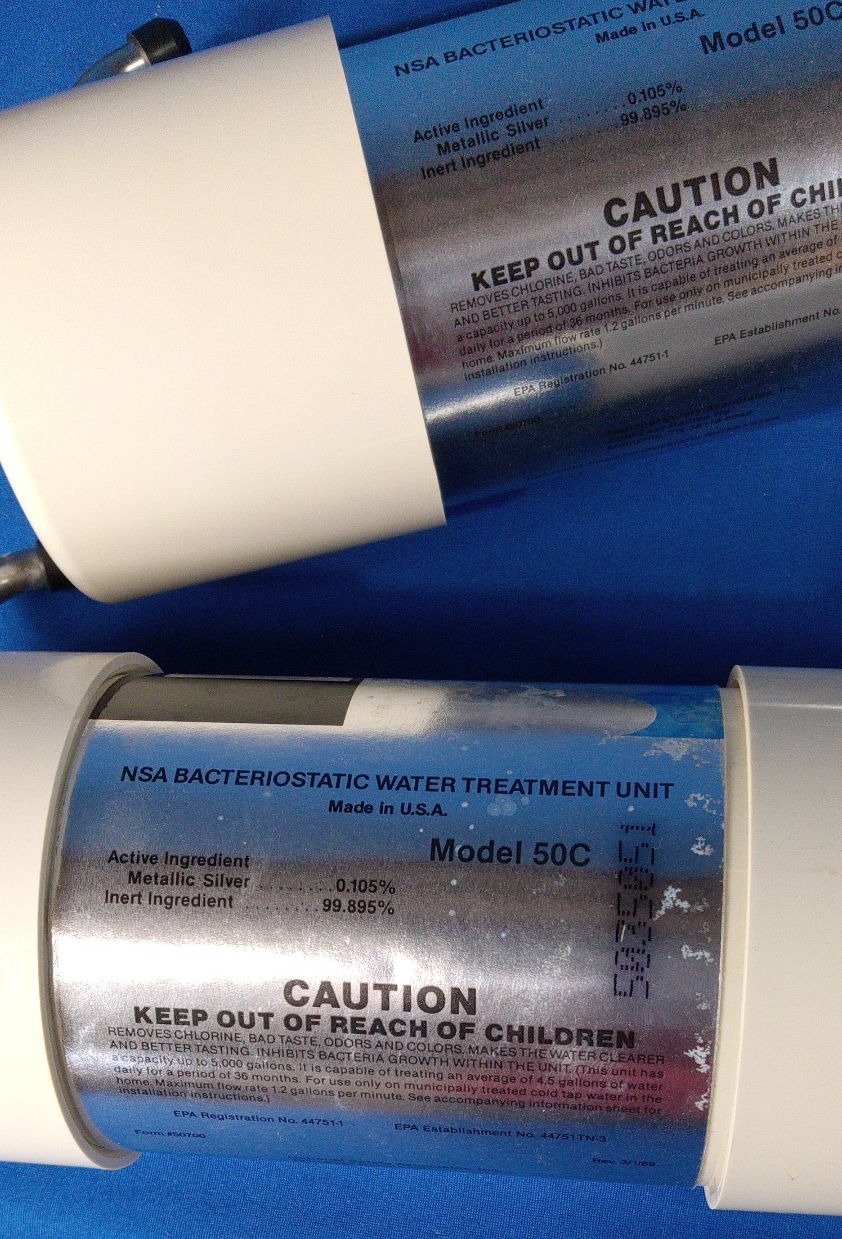 NSA BACTERIOSTATIC
Made in U.S.A.
Model 50C
Active Ingredient
Metallic Silver ........0.105%
Inert Ingredient ........99.895%
CAUTION
KEEP OUT OF REACH OF
REMOVES CHLORINE, BAD TASTE, ODORS AND COLORS. MAKES THE
AND BETTER TASTING. INHIBITS BACTERIA GROWTH WITHIN THE
a capacity up to 5,000 gallons. It is capable of treating an average of
daily for a period of 36 months. For use only on municipally treated
home. Maximum flow rate 1.2 gallons per minute. See accompanying
installation instructions.)
EPA Registration No. 44751-1 EPA Establishment No.
Form #50700
NSA BACTERIOSTATIC WATER TREATMENT UNIT
Made in U.S.A.
Model 50C
Active Ingredient
Metallic Silver ........0.105%
Inert Ingredient ........99.895%
50355051
CAUTION
KEEP OUT OF REACH OF CHILDREN
REMOVES CHLORINE, BAD TASTE, ODORS AND COLORS. MAKES THE WATER CLEARER
AND BETTER TASTING. INHIBITS BACTERIA GROWTH WITHIN THE UNIT. (This unit has
a capacity up to 5,000 gallons. It is capable of treating an average of 4.5 gallons of water
daily for a period of 36 months. For use only on municipally treated cold tap water in the
home. Maximum flow rate 1.2 gallons per minute. See accompanying information sheet for
installation instructions.)
EPA Registration No. 44751-1 EPA Establishment No. 44751TN-3
Form #50700 Rev. 2/1/89